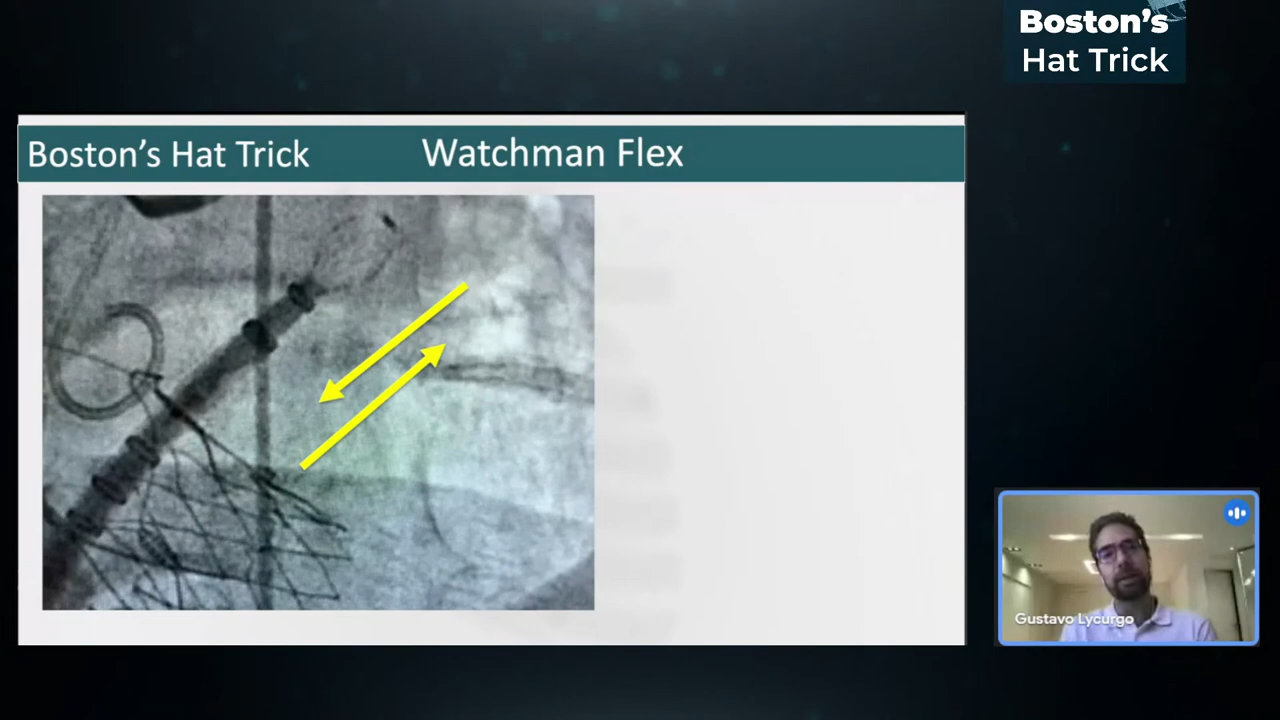 Boston's
Hat Trick
Boston's Hat Trick
Watchman Flex
Gustavo Lycurgo